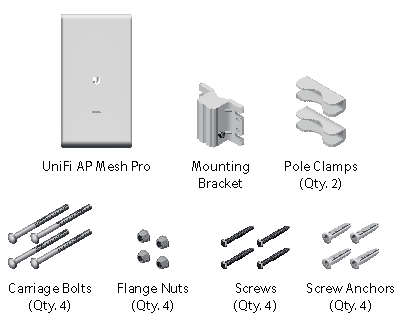 UniFi AP Mesh Pro
Mounting
Bracket
Pole Clamps
(Qty. 2)
Carriage Bolts
(Qty. 4)
Flange Nuts
(Qty. 4)
Screws
(Qty. 4)
Screw Anchors
(Qty. 4)